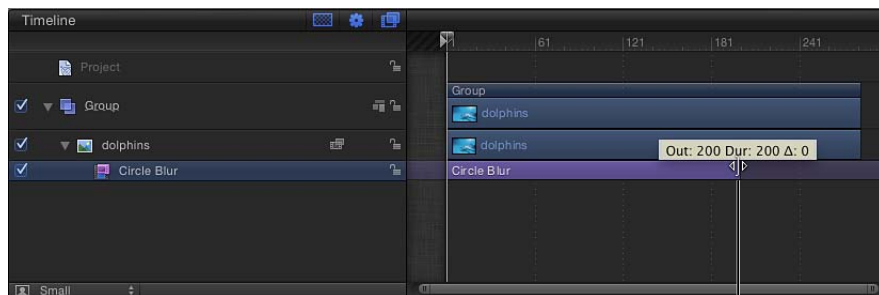 Timeline
61 121 181 241
Project
Group
Group
dolphins
dolphins
dolphins
Out: 200 Dur: 200 Δ: 0
Circle Blur
Circle Blur
Small